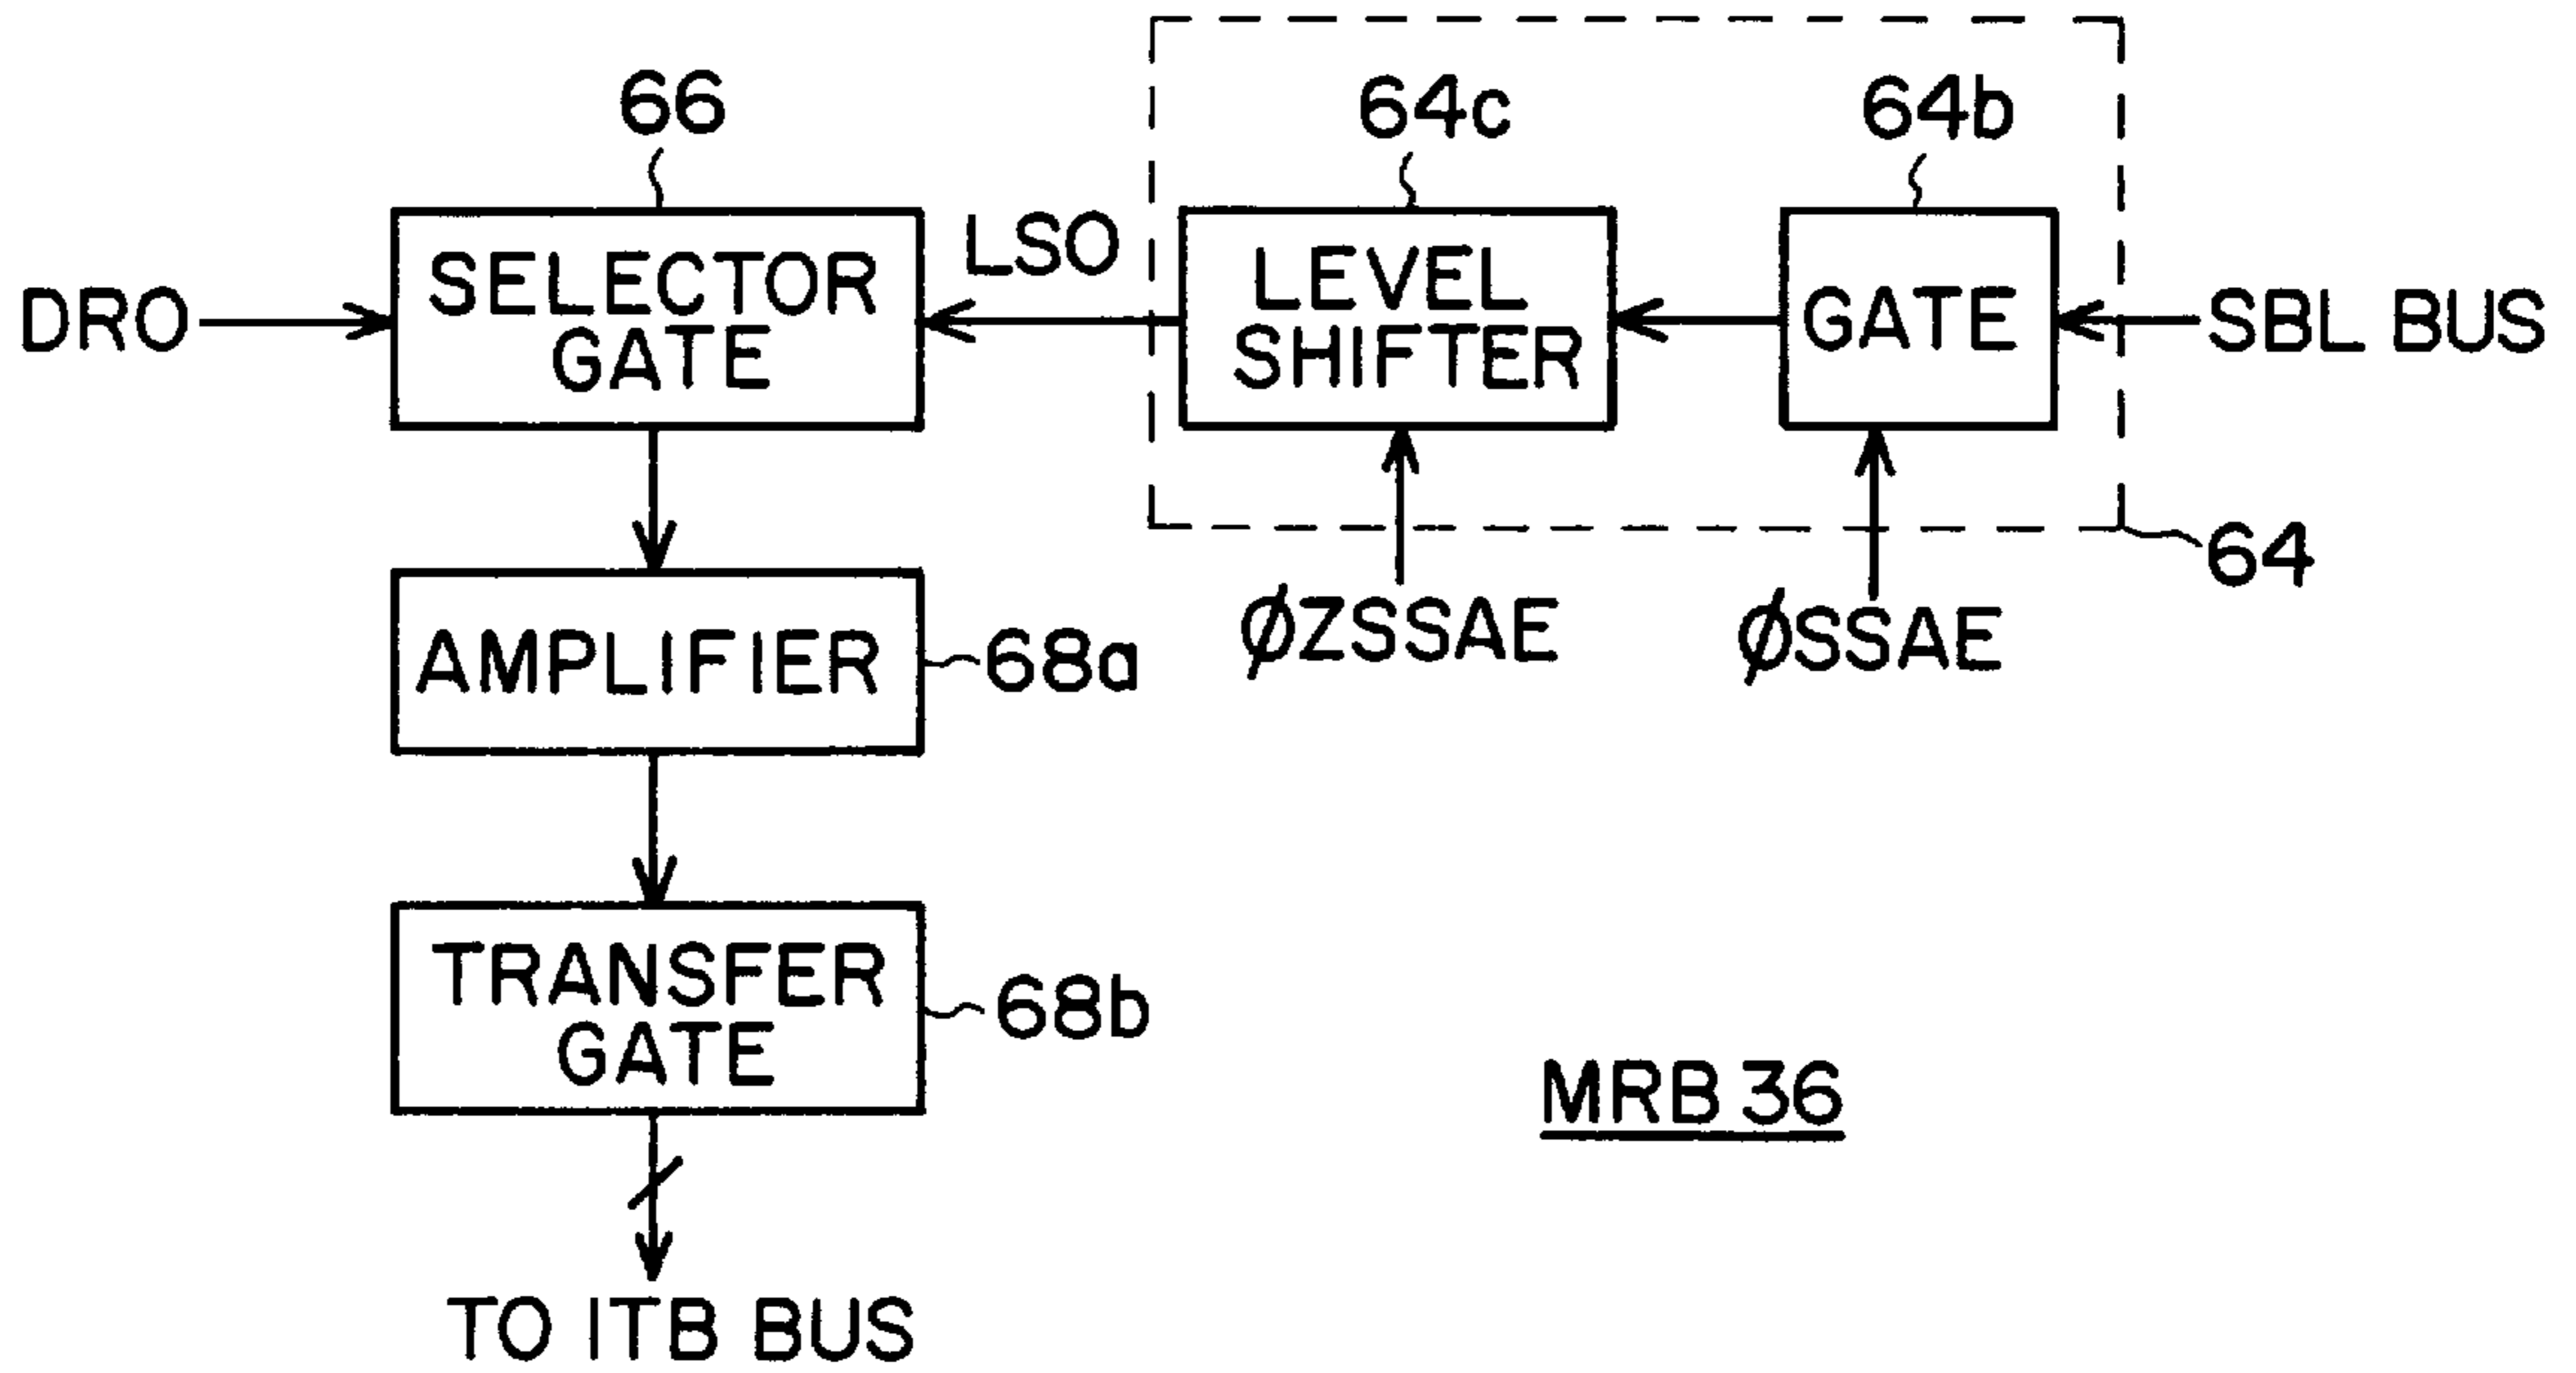 66
64c
64b
DRO
SELECTOR
GATE
LSO
LEVEL
SHIFTER
GATE
SBL BUS
64
ØZSSAE
ØSSAE
AMPLIFIER
68a
TRANSFER
GATE
68b
MRB 36
TO ITB BUS